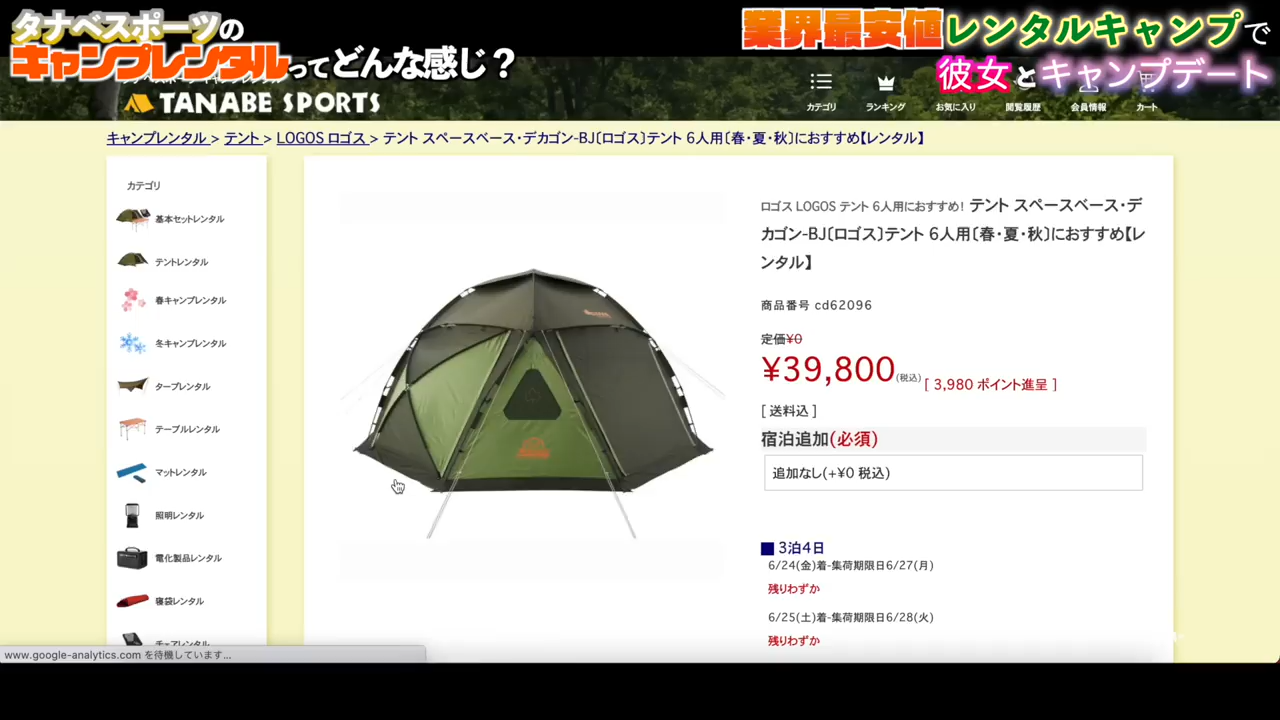 タナベスポーツの
キャンプレンタルってどんな感じ？
業界最安値レンタルキャンプで
彼女とキャンプデート
TANABE SPORTS
カテゴリ
ランキング
お気に入り
閲覧履歴
会員情報
カート
キャンプレンタル > テント > LOGOS ロゴス > テント スペースベース・デカゴン-BJ〔ロゴス〕テント 6人用〔春・夏・秋〕におすすめ【レンタル】
カテゴリ
基本セットレンタル
テントレンタル
春キャンプレンタル
冬キャンプレンタル
タープレンタル
テーブルレンタル
マットレンタル
照明レンタル
電化製品レンタル
寝袋レンタル
チェアレンタル
ロゴス LOGOS テント 6人用におすすめ! テント スペースベース・デ
カゴン-BJ〔ロゴス〕テント 6人用〔春・夏・秋〕におすすめ【レ
ンタル】
商品番号 cd62096
定価¥0
¥39,800(税込) [ 3,980 ポイント進呈 ]
[ 送料込 ]
宿泊追加(必須)
追加なし(+¥0 税込)
■ 3泊4日
6/24(金)着-集荷期限日6/27(月)
残りわずか
6/25(土)着-集荷期限日6/28(火)
残りわずか
www.google-analytics.com を待機しています...